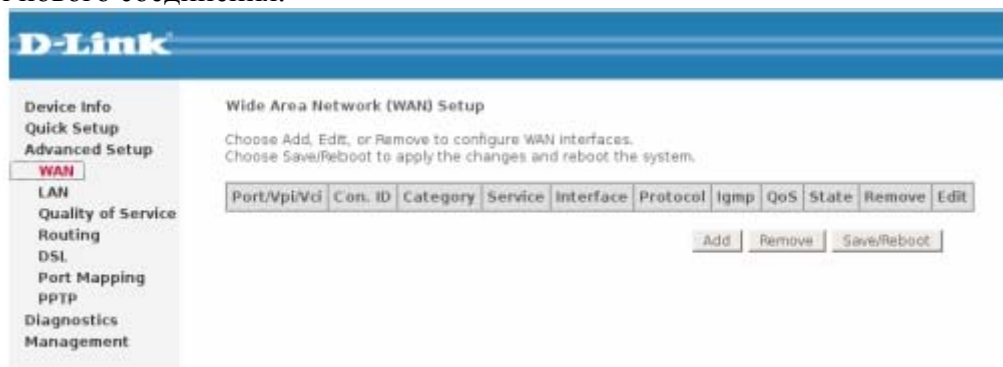 нового соединения.
D-Link
Device Info
Quick Setup
Advanced Setup
WAN
LAN
Quality of Service
Routing
DSL
Port Mapping
PPTP
Diagnostics
Management
Wide Area Network (WAN) Setup
Choose Add, Edit, or Remove to configure WAN interfaces.
Choose Save/Reboot to apply the changes and reboot the system.
Port/Vpi/Vci Con. ID Category Service Interface Protocol Igmp QoS State Remove Edit
Add Remove Save/Reboot